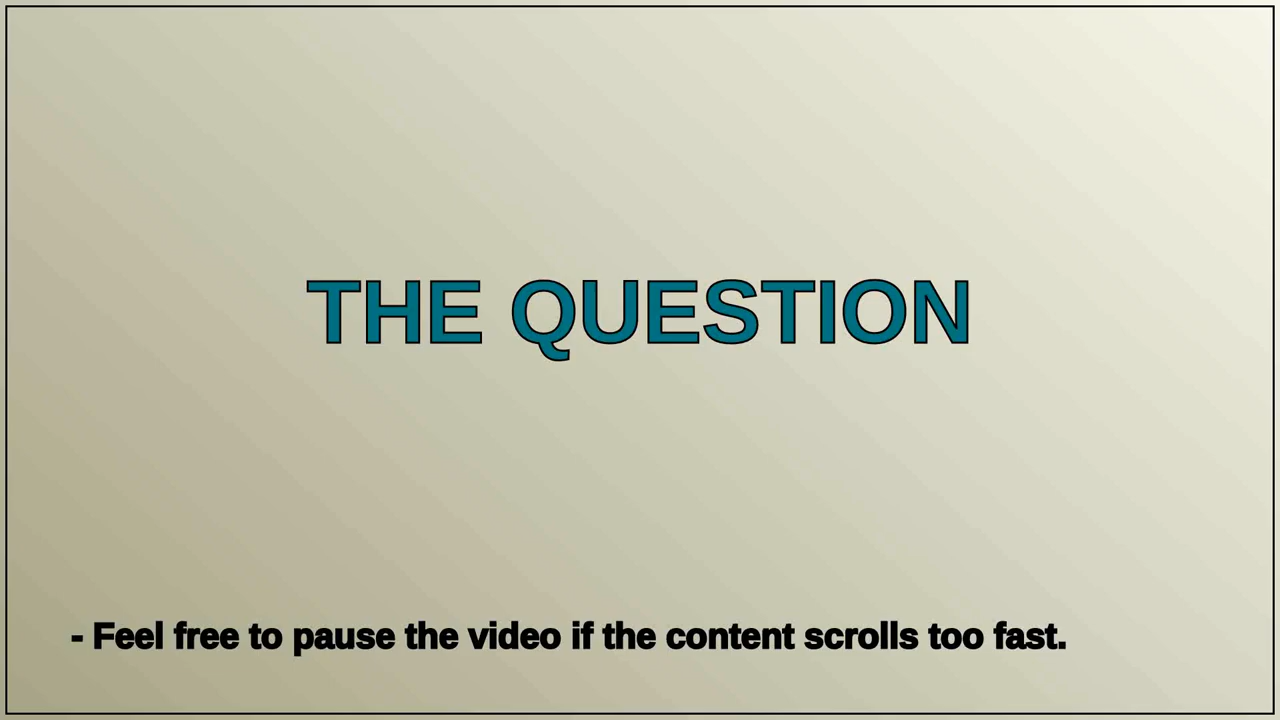 THE QUESTION
- Feel free to pause the video if the content scrolls too fast.